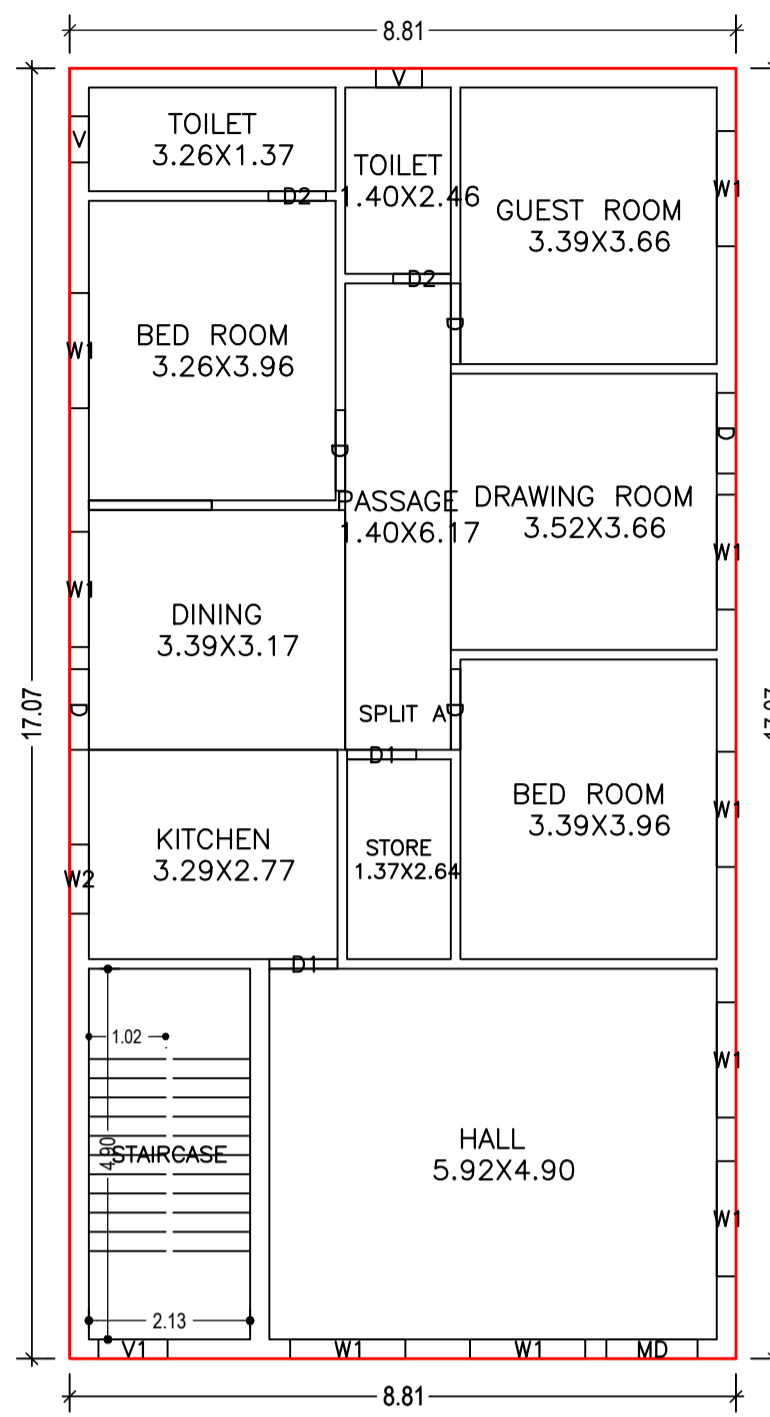 8.81
V
TOILET
3.26X1.37
V
TOILET
1.40X2.46
D2
GUEST ROOM
3.39X3.66
W1
D2
D
BED ROOM
3.26X3.96
W1
D
D
PASSAGE
1.40X6.17
DRAWING ROOM
3.52X3.66
W1
W1
DINING
3.39X3.17
D
SPLIT A
D
17.07
17.07
D1
BED ROOM
3.39X3.96
W1
KITCHEN
3.29X2.77
STORE
1.37X2.64
W2
D1
1.02
W1
HALL
5.92X4.90
4.90
STAIRCASE
W1
2.13
V1
W1
W1
MD
8.81